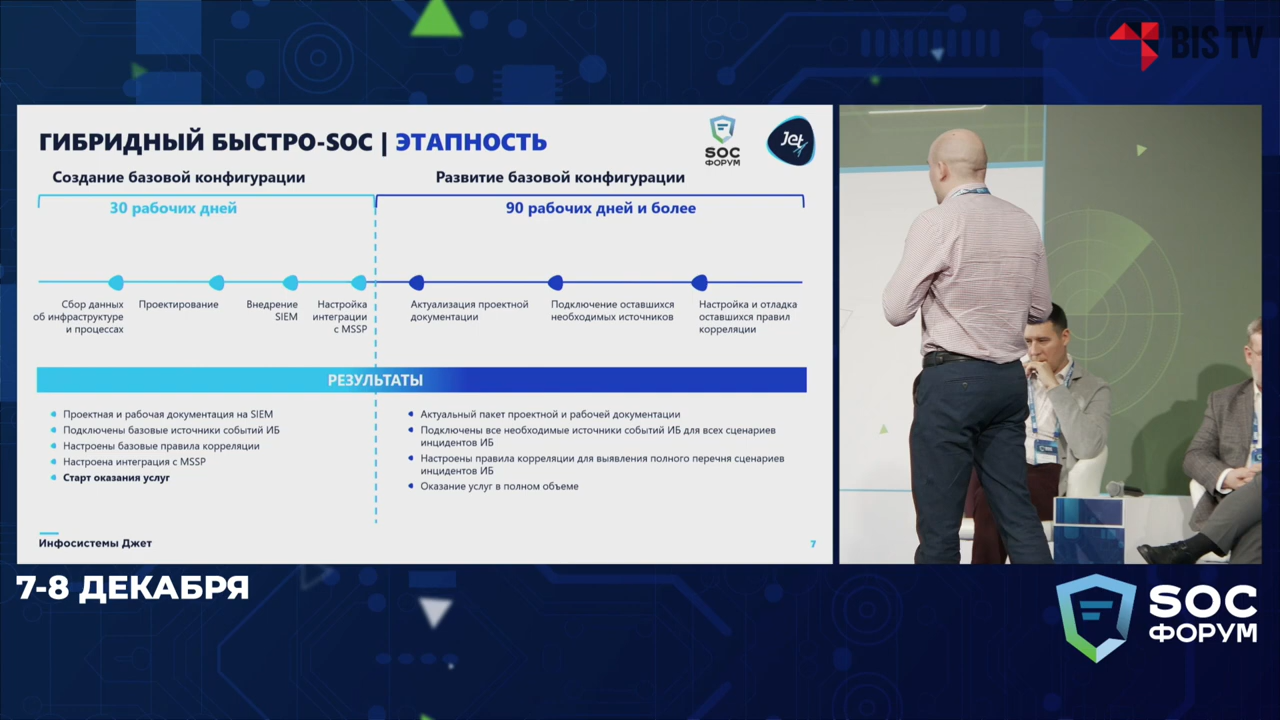 BIS TV
ГИБРИДНЫЙ БЫСТРО-SOC | ЭТАПНОСТЬ
SOC
ФОРУМ
Jet
Создание базовой конфигурации
Развитие базовой конфигурации
30 рабочих дней
90 рабочих дней и более
Сбор данных
об инфраструктуре
и процессах
Проектирование
Внедрение
SIEM
Настройка
интеграции
с MSSP
Актуализация проектной
документации
Подключение оставшихся
необходимых источников
Настройка и отладка
оставшихся правил
корреляции
РЕЗУЛЬТАТЫ
Проектная и рабочая документация на SIEM
Подключены базовые источники событий ИБ
Настроены базовые правила корреляции
Настроена интеграция с MSSP
Старт оказания услуг
Актуальный пакет проектной и рабочей документации
Подключены все необходимые источники событий ИБ для всех сценариев
инцидентов ИБ
Настроены правила корреляции для выявления полного перечня сценариев
инцидентов ИБ
Оказание услуг в полном объеме
Инфосистемы Джет
7
7-8 ДЕКАБРЯ
SOC
ФОРУМ